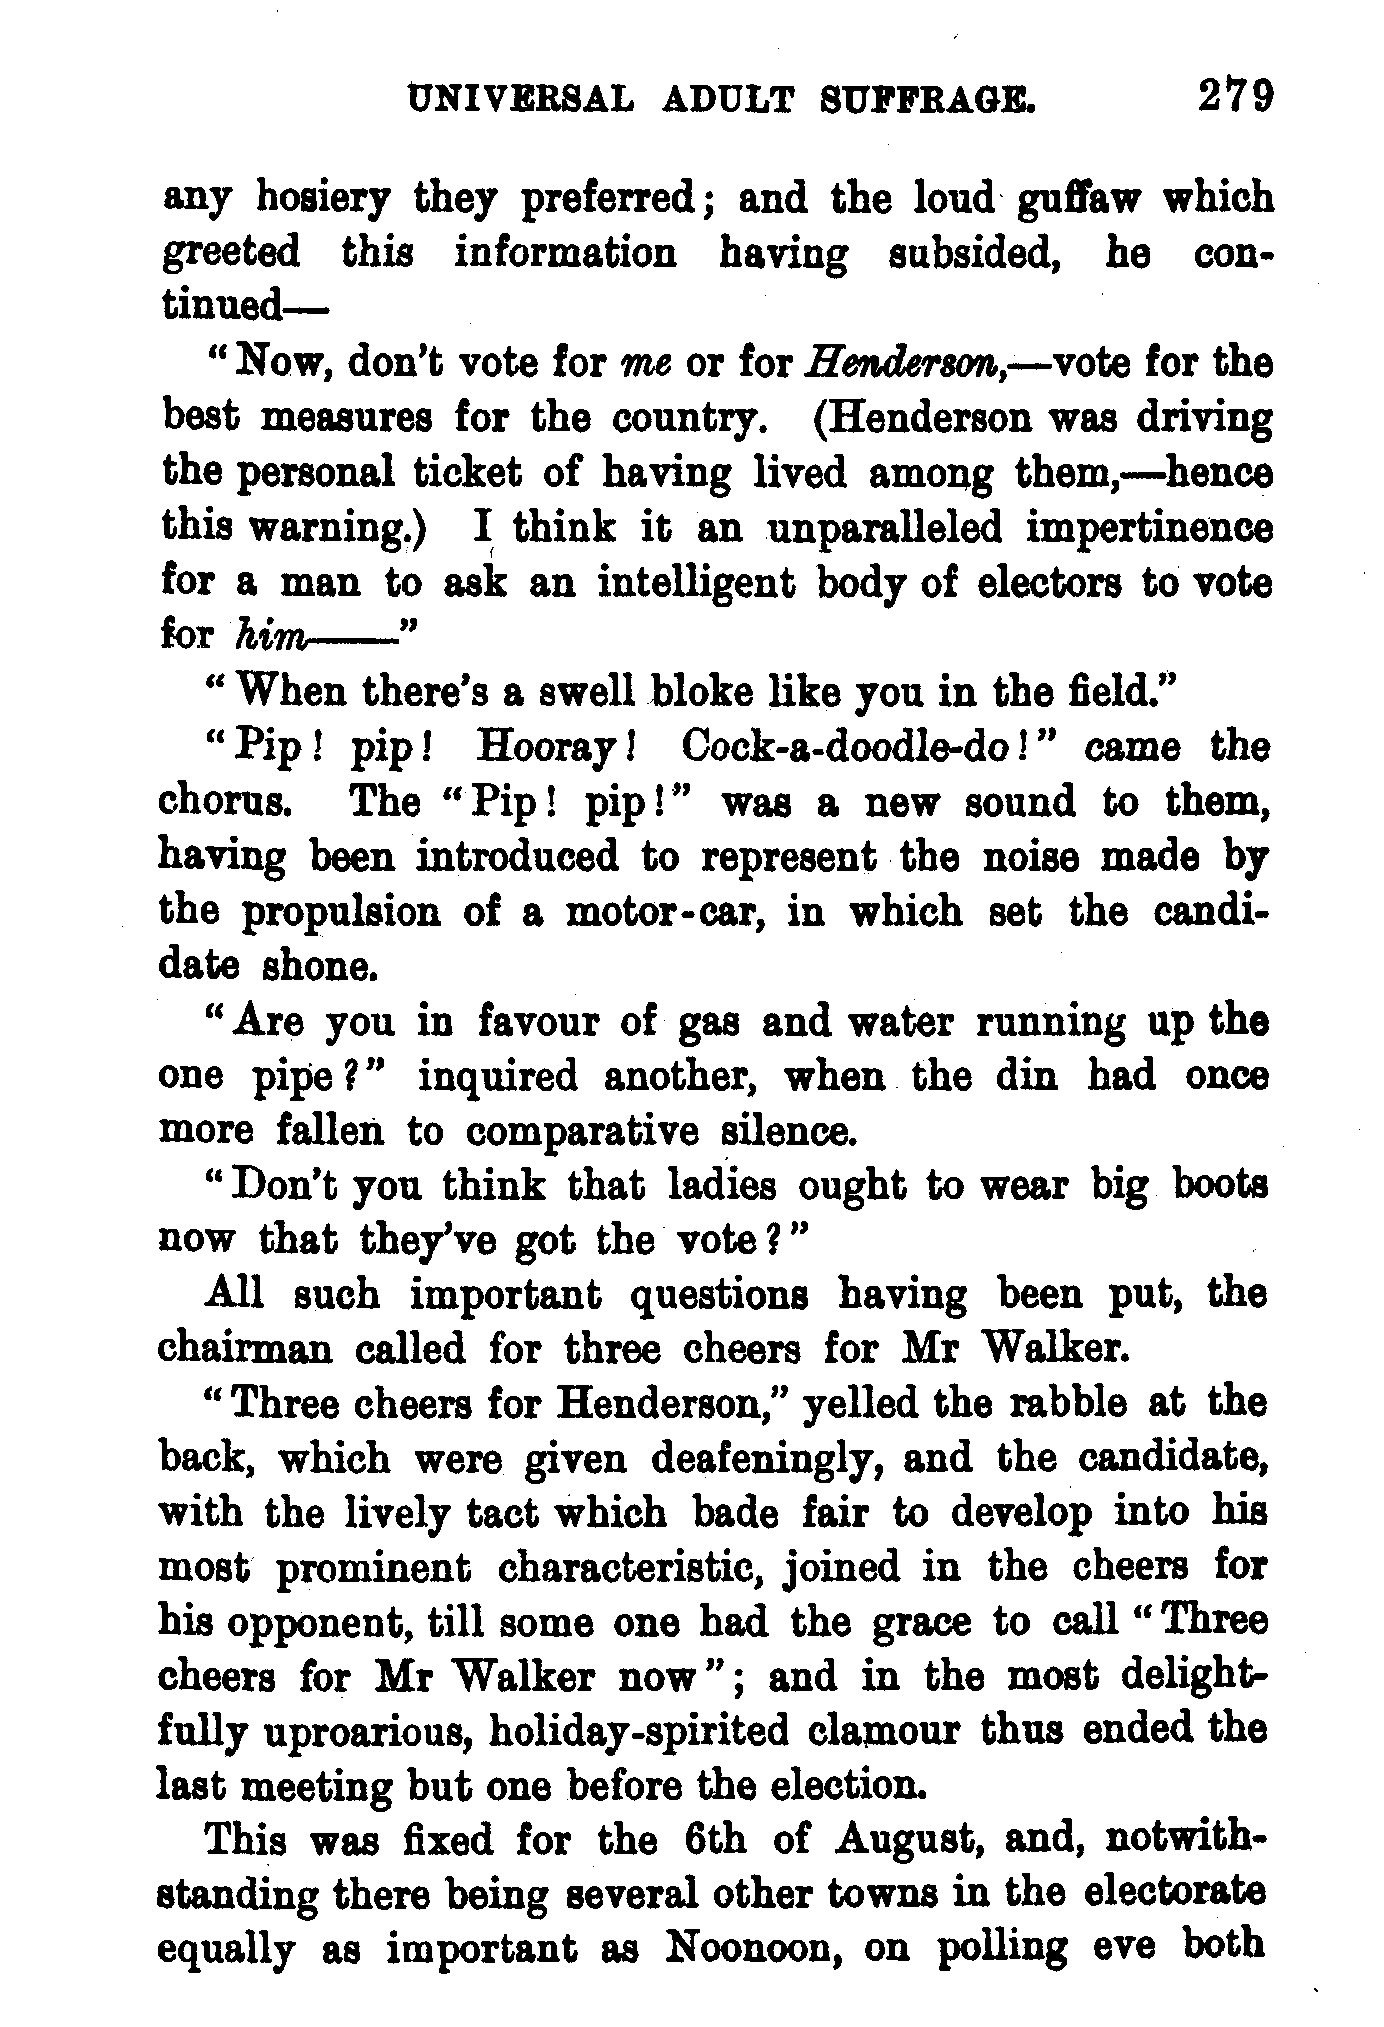 UNIVERSAL ADULT SUFFRAGE. 279
any hosiery they preferred; and the loud guffaw which
greeted this information having subsided, he con-
tinued—
"Now, don't vote for me or for Henderson,—vote for the
best measures for the country. (Henderson was driving
the personal ticket of having lived among them,—hence
this warning.) I think it an unparalleled impertinence
for a man to ask an intelligent body of electors to vote
for him——"
"When there's a swell bloke like you in the field."
"Pip! pip! Hooray! Cock-a-doodle-do!" came the
chorus. The "Pip! pip!" was a new sound to them,
having been introduced to represent the noise made by
the propulsion of a motor-car, in which set the candi-
date shone.
"Are you in favour of gas and water running up the
one pipe?" inquired another, when the din had once
more fallen to comparative silence.
"Don't you think that ladies ought to wear big boots
now that they've got the vote?"
All such important questions having been put, the
chairman called for three cheers for Mr Walker.
"Three cheers for Henderson," yelled the rabble at the
back, which were given deafeningly, and the candidate,
with the lively tact which bade fair to develop into his
most prominent characteristic, joined in the cheers for
his opponent, till some one had the grace to call "Three
cheers for Mr Walker now"; and in the most delight-
fully uproarious, holiday-spirited clamour thus ended the
last meeting but one before the election.
This was fixed for the 6th of August, and, notwith-
standing there being several other towns in the electorate
equally as important as Noonoon, on polling eve both